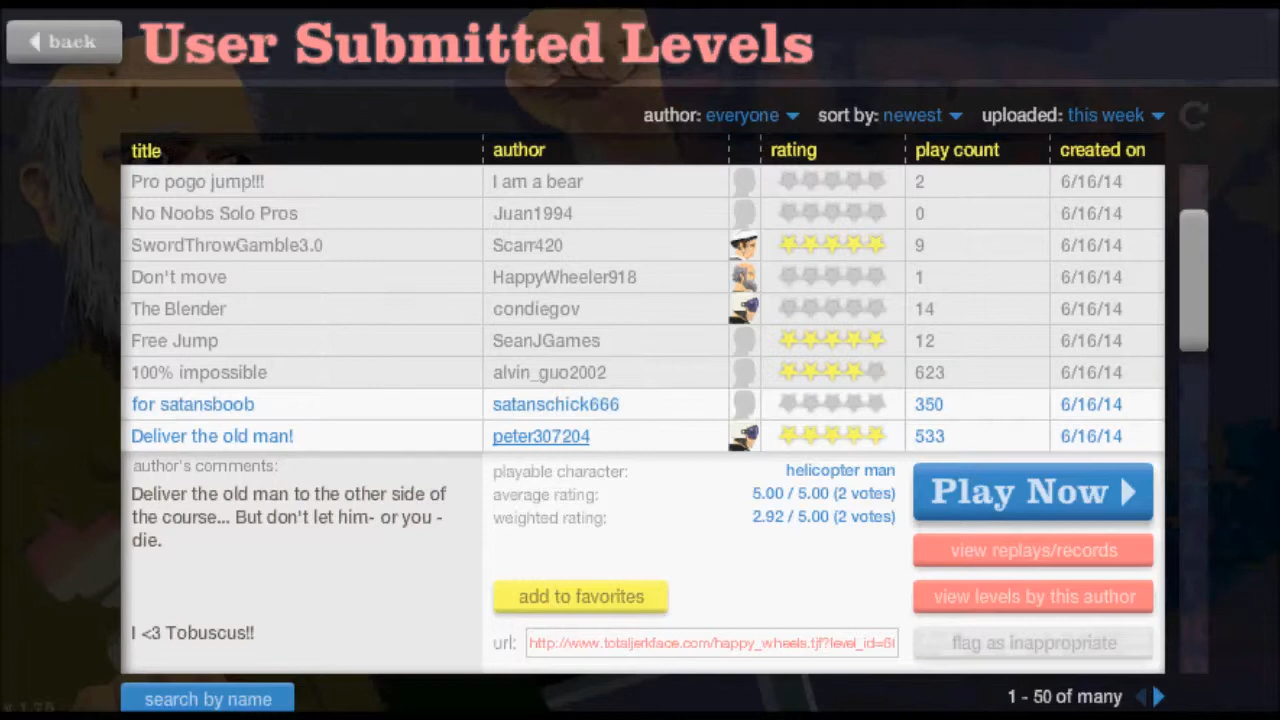 back
User Submitted Levels
author: everyone sort by: newest uploaded: this week
title author rating play count created on
Pro pogo jump!!! I am a bear 2 6/16/14
No Noobs Solo Pros Juan1994 0 6/16/14
SwordThrowGamble3.0 Scarr420 9 6/16/14
Don't move HappyWheeler918 1 6/16/14
The Blender condiegov 14 6/16/14
Free Jump SeanJGames 12 6/16/14
100% impossible alvin_guo2002 623 6/16/14
for satansboob satanschick666 350 6/16/14
Deliver the old man! peter307204 533 6/16/14
author's comments:
Deliver the old man to the other side of
the course... But don't let him- or you -
die.
I <3 Tobuscus!!
playable character: helicopter man
average rating: 5.00 / 5.00 (2 votes)
weighted rating: 2.92 / 5.00 (2 votes)
add to favorites
url: http://www.totaljerkface.com/happy_wheels.tjf?level_id=6
Play Now
view replays/records
view levels by this author
flag as inappropriate
search by name
1 - 50 of many
v 1.75